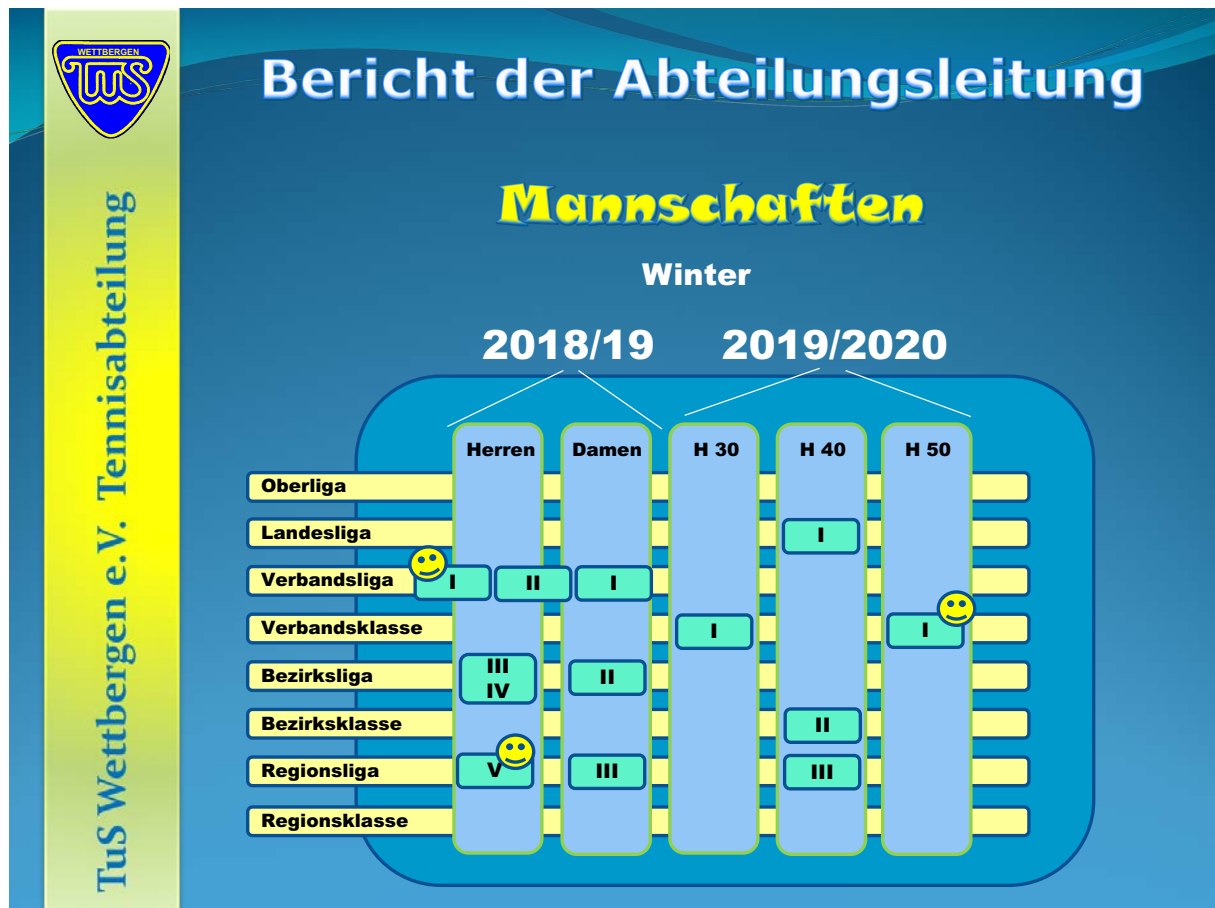 WETTBERGEN
TuS
TuS Wettbergen e.V. Tennisabteilung
Bericht der Abteilungsleitung
Mannschaften
Winter
2018/19 2019/2020
Herren Damen H 30 H 40 H 50
Oberliga
Landesliga I
Verbandsliga I II I
Verbandsklasse I I
Bezirksliga III IV II
Bezirksklasse II
Regionsliga V III III
Regionsklasse